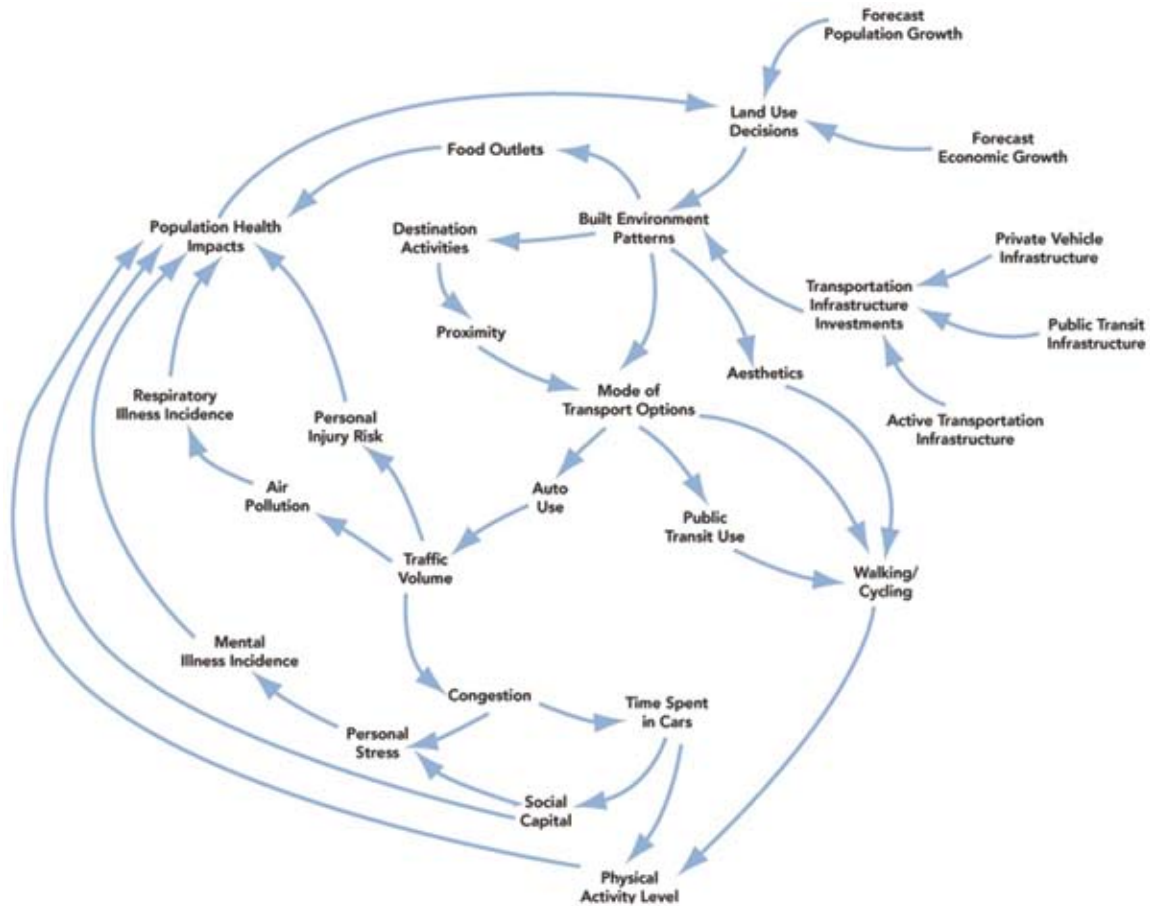 Forecast
Population Growth
Land Use
Decisions
Forecast
Economic Growth
Food Outlets
Population Health
Impacts
Destination
Activities
Built Environment
Patterns
Private Vehicle
Infrastructure
Transportation
Infrastructure
Investments
Public Transit
Infrastructure
Proximity
Aesthetics
Mode of
Transport Options
Respiratory
Illness Incidence
Personal
Injury Risk
Active Transportation
Infrastructure
Air
Pollution
Auto
Use
Public
Transit Use
Traffic
Volume
Walking/
Cycling
Mental
Illness Incidence
Congestion
Time Spent
in Cars
Personal
Stress
Social
Capital
Physical
Activity Level